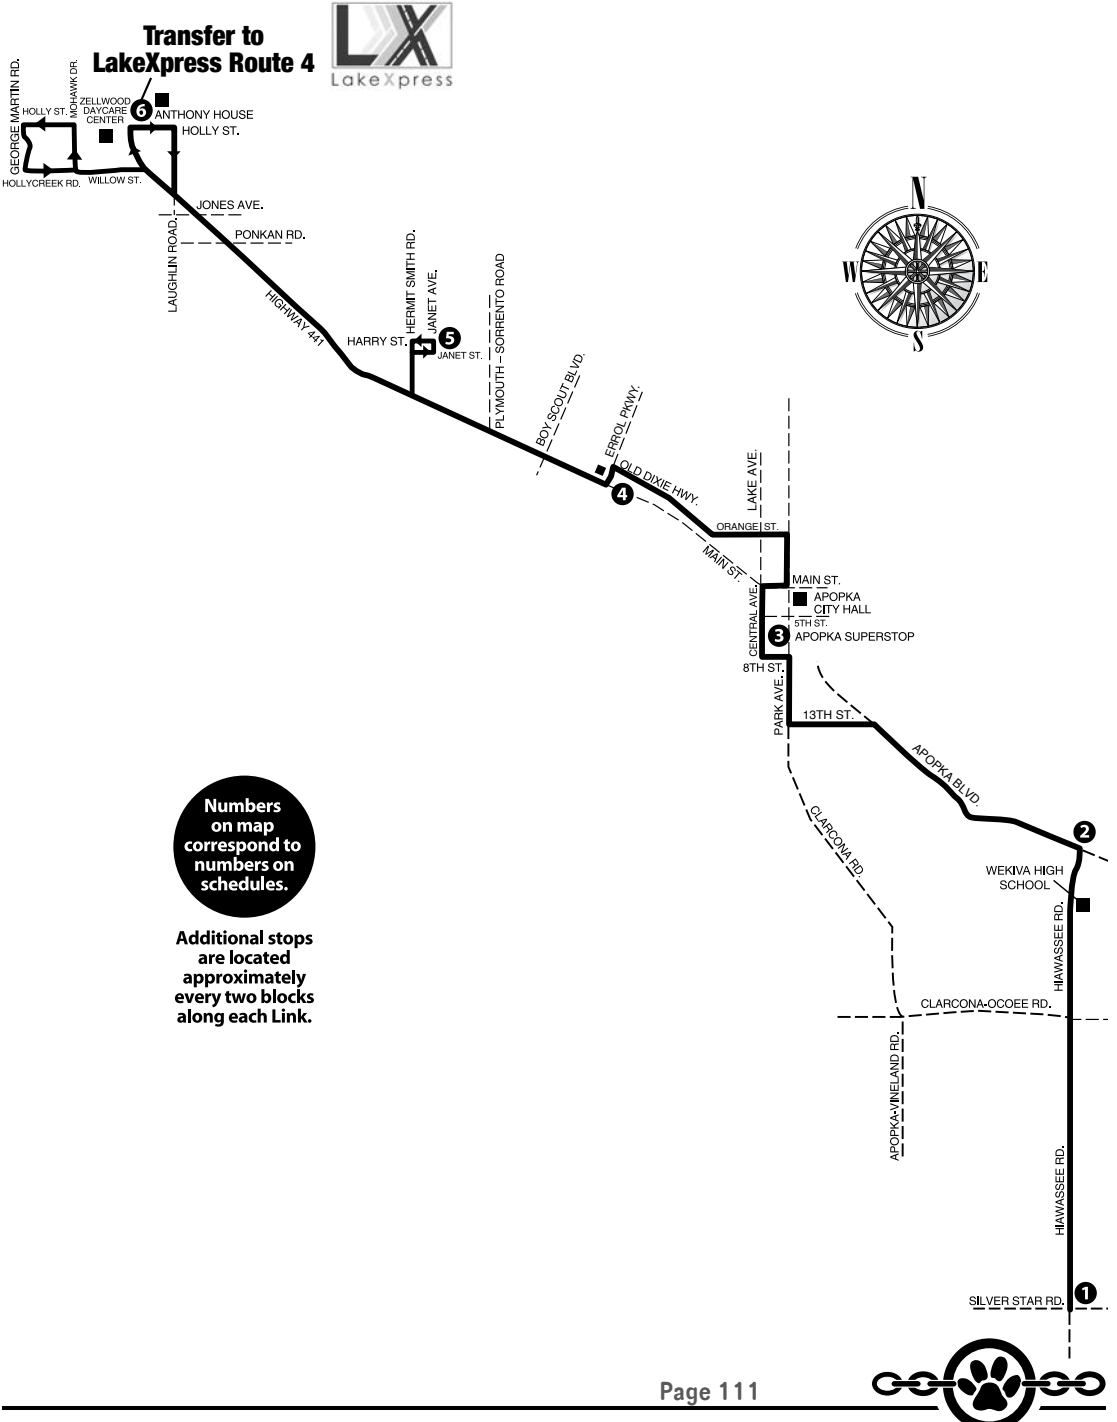 Transfer to
LakeXpress Route 4
LX
LakeXpress
GEORGE MARTIN RD.
HOLLY ST.
MOHAWK DR.
ZELLWOOD
DAYCARE
CENTER
6
ANTHONY HOUSE
HOLLY ST.
HOLLYCREEK RD.
WILLOW ST.
JONES AVE.
PONKAN RD.
LAUGHLIN ROAD.
HIGHWAY 441
HARRY ST.
HERMIT SMITH RD.
JANET AVE.
5
JANET ST.
PLYMOUTH – SORRENTO ROAD
BOY SCOUT BLVD.
ERROL PKWY.
4
OLD DIXIE HWY.
MAIN ST.
LAKE AVE.
ORANGE ST.
MAIN ST.
APOPKA
CITY HALL
5TH ST.
CENTRAL AVE.
3
APOPKA SUPERSTOP
8TH ST.
PARK AVE.
13TH ST.
APOPKA BLVD.
CLARCONA RD.
2
WEKIVA HIGH
SCHOOL
HIAWASSEE RD.
CLARCONA-OCOEE RD.
APOPKA-VINELAND RD.
HIAWASSEE RD.
SILVER STAR RD.
1
N
W
E
S
Numbers
on map
correspond to
numbers on
schedules.
Additional stops
are located
approximately
every two blocks
along each Link.
Page 111